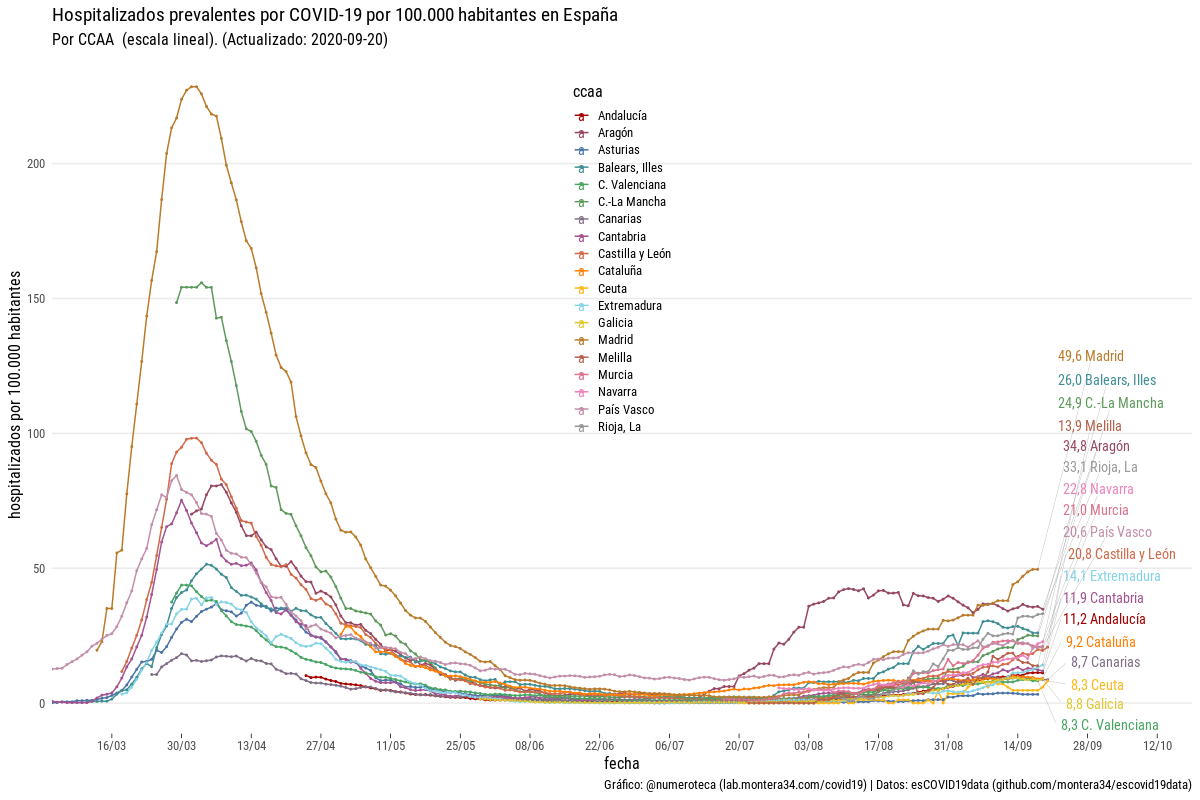 Hospitalizados prevalentes por COVID-19 por 100.000 habitantes en España
Por CCAA (escala lineal). (Actualizado: 2020-09-20)
ccaa
Andalucía
Aragón
Asturias
Balears, Illes
C. Valenciana
C.-La Mancha
Canarias
Cantabria
Castilla y León
Cataluña
Ceuta
Extremadura
Galicia
Madrid
Melilla
Murcia
Navarra
País Vasco
Rioja, La
hospitalizados por 100.000 habitantes
200
150
100
50
0
49,6 Madrid
26,0 Balears, Illes
24,9 C.-La Mancha
13,9 Melilla
34,8 Aragón
33,1 Rioja, La
22,8 Navarra
21,0 Murcia
20,6 País Vasco
20,8 Castilla y León
14,1 Extremadura
11,9 Cantabria
11,2 Andalucía
9,2 Cataluña
8,7 Canarias
8,3 Ceuta
8,8 Galicia
8,3 C. Valenciana
16/03 30/03 13/04 27/04 11/05 25/05 08/06 22/06 06/07 20/07 03/08 17/08 31/08 14/09 28/09 12/10
fecha
Gráfico: @numeroteca (lab.montera34.com/covid19) | Datos: esCOVID19data (github.com/montera34/escovid19data)